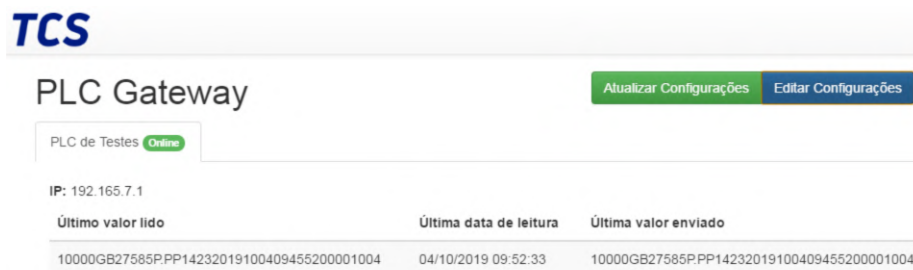 TCS
PLC Gateway
Atualizar Configurações
Editar Configurações
PLC de Testes Online
IP: 192.165.7.1
Último valor lido Última data de leitura Última valor enviado
10000GB27585P.PP14232019100409455200001004 04/10/2019 09:52:33 10000GB27585P.PP14232019100409455200001004